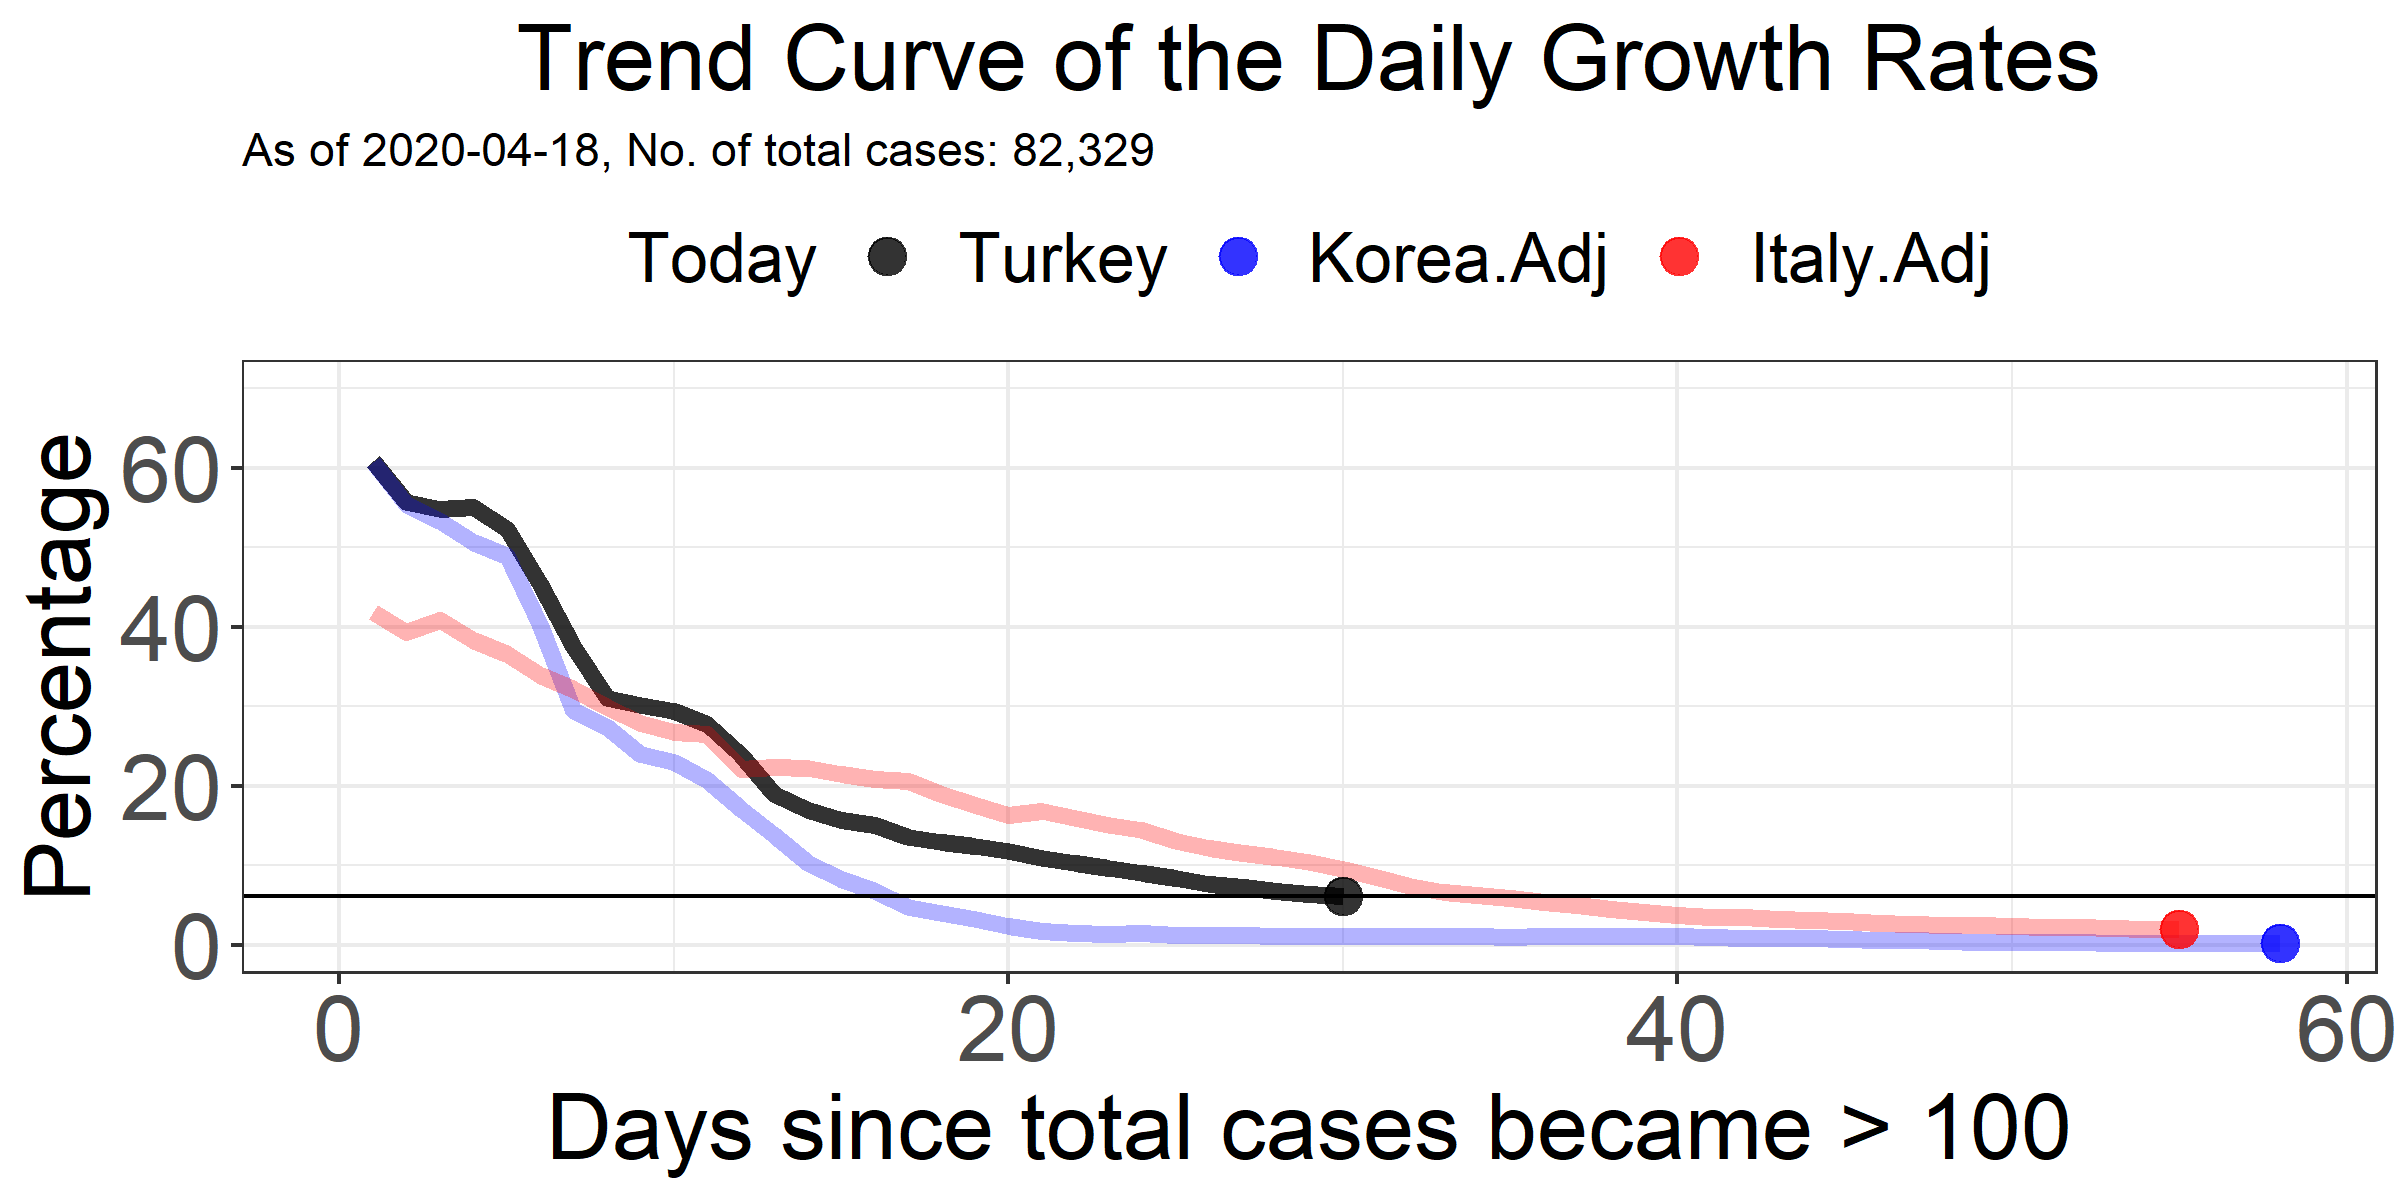 Trend Curve of the Daily Growth Rates
As of 2020-04-18, No. of total cases: 82,329
Today Turkey Korea.Adj Italy.Adj
Percentage
60
40
20
0
0 20 40 60
Days since total cases became > 100